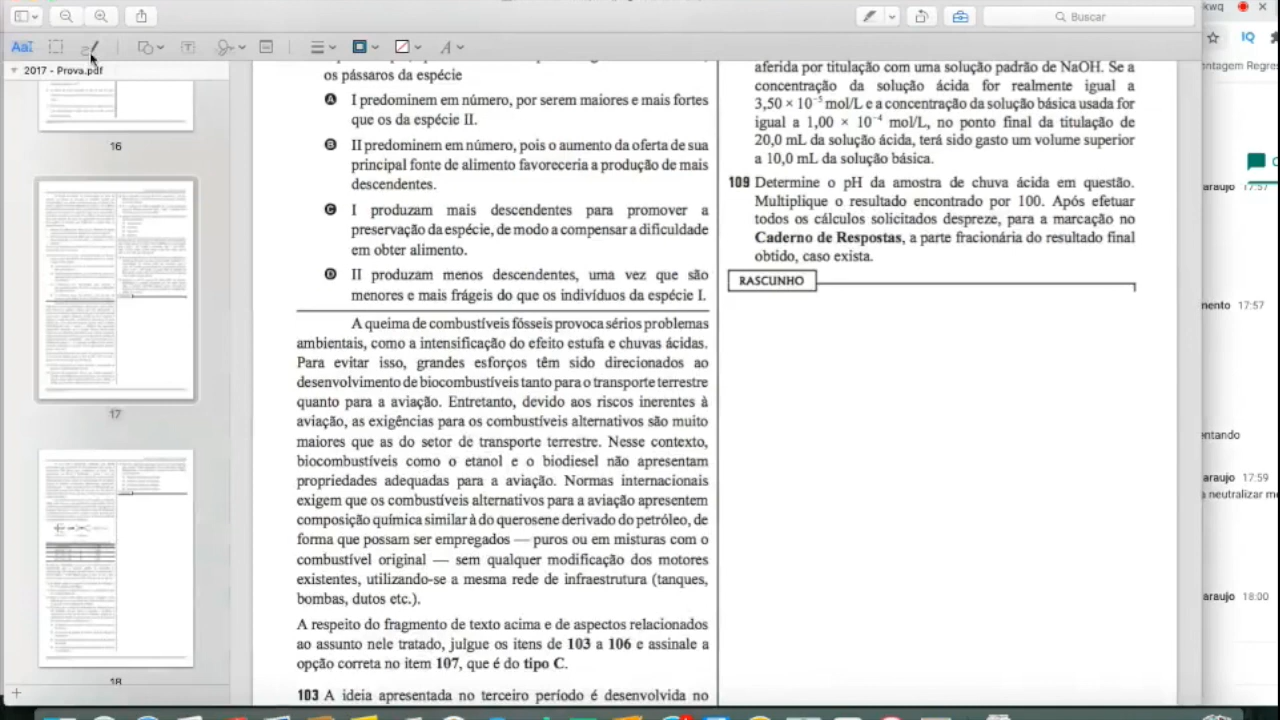 kwq
Buscar
AaI
A
IQ
2017 - Prova.pdf
ntagem Regres
16
17
18
os pássaros da espécie
A I predominem em número, por serem maiores e mais fortes
que os da espécie II.
B II predominem em número, pois o aumento da oferta de sua
principal fonte de alimento favoreceria a produção de mais
descendentes.
C I produzam mais descendentes para promover a
preservação da espécie, de modo a compensar a dificuldade
em obter alimento.
D II produzam menos descendentes, uma vez que são
menores e mais frágeis do que os indivíduos da espécie I.
A queima de combustíveis fósseis provoca sérios problemas
ambientais, como a intensificação do efeito estufa e chuvas ácidas.
Para evitar isso, grandes esforços têm sido direcionados ao
desenvolvimento de biocombustíveis tanto para o transporte terrestre
quanto para a aviação. Entretanto, devido aos riscos inerentes à
aviação, as exigências para os combustíveis alternativos são muito
maiores que as do setor de transporte terrestre. Nesse contexto,
biocombustíveis como o etanol e o biodiesel não apresentam
propriedades adequadas para a aviação. Normas internacionais
exigem que os combustíveis alternativos para a aviação apresentem
composição química similar à do querosene derivado do petróleo, de
forma que possam ser empregados — puros ou em misturas com o
combustível original — sem qualquer modificação dos motores
existentes, utilizando-se a mesma rede de infraestrutura (tanques,
bombas, dutos etc.).
A respeito do fragmento de texto acima e de aspectos relacionados
ao assunto nele tratado, julgue os itens de 103 a 106 e assinale a
opção correta no item 107, que é do tipo C.
103 A ideia apresentada no terceiro período é desenvolvida no
aferida por titulação com uma solução padrão de NaOH. Se a
concentração da solução ácida for realmente igual a
3,50 × 10⁻⁵ mol/L e a concentração da solução básica usada for
igual a 1,00 × 10⁻⁴ mol/L, no ponto final da titulação de
20,0 mL da solução ácida, terá sido gasto um volume superior
a 10,0 mL da solução básica.
109 Determine o pH da amostra de chuva ácida em questão.
Multiplique o resultado encontrado por 100. Após efetuar
todos os cálculos solicitados despreze, para a marcação no
Caderno de Respostas, a parte fracionária do resultado final
obtido, caso exista.
RASCUNHO
araujo 17:57
mento 17:57
entando
araujo 17:59
a neutralizar m
araujo 18:00